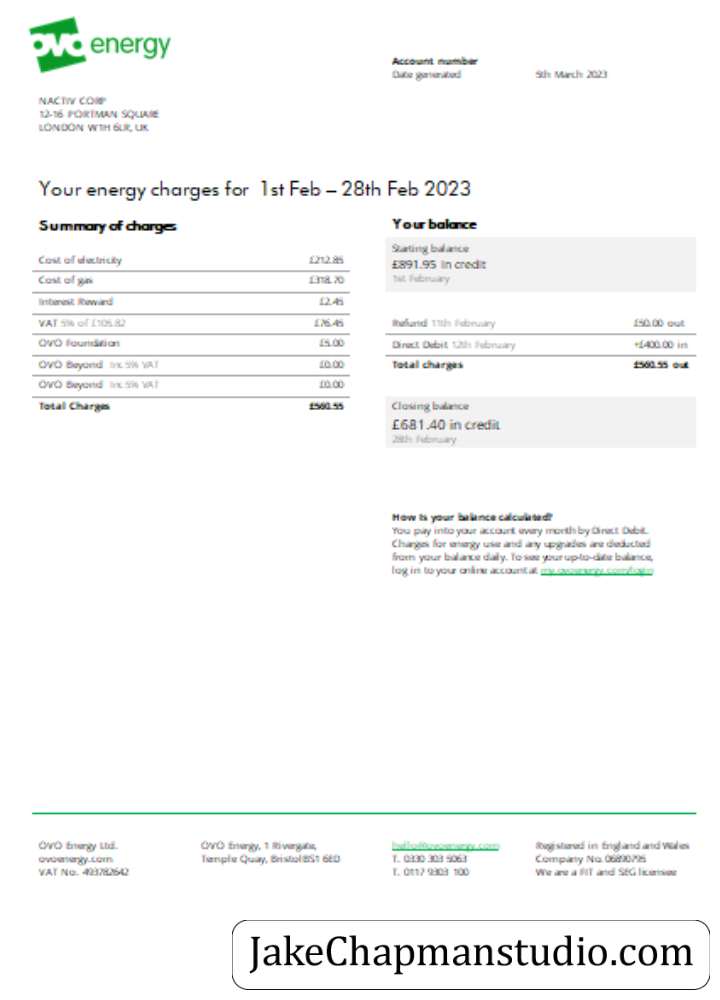 ovo energy
Account number
Date generated 5th March 2023
NACTIV CORP
12-16 PORTMAN SQUARE
LONDON W1H 6LR, UK
Your energy charges for 1st Feb – 28th Feb 2023
Summary of charges
Cost of electricity £212.85
Cost of gas £318.70
Interest Reward £2.45
VAT 5% of £105.82 £76.45
OVO Foundation £5.00
OVO Beyond Inc.5% VAT £0.00
OVO Beyond Inc.5% VAT £0.00
Total Charges £560.55
Your balance
Starting balance
£891.95 in credit
1st February
Refund 11th February £50.00 out
Direct Debit 12th February +£400.00 in
Total charges £560.55 out
Closing balance
£681.40 in credit
28th February
How is your balance calculated?
You pay into your account every month by Direct Debit.
Charges for energy use and any upgrades are deducted
from your balance daily. To see your up-to-date balance,
log in to your online account at my.ovoenergy.com/login
OVO Energy Ltd.
ovoenergy.com
VAT No. 493782642
OVO Energy, 1 Rivergate,
Temple Quay, Bristol BS1 6ED
hello@ovoenergy.com
T. 0330 303 5063
T. 0117 9303 100
Registered in England and Wales
Company No. 06890795
We are a FIT and SEG licensee
JakeChapmanstudio.com